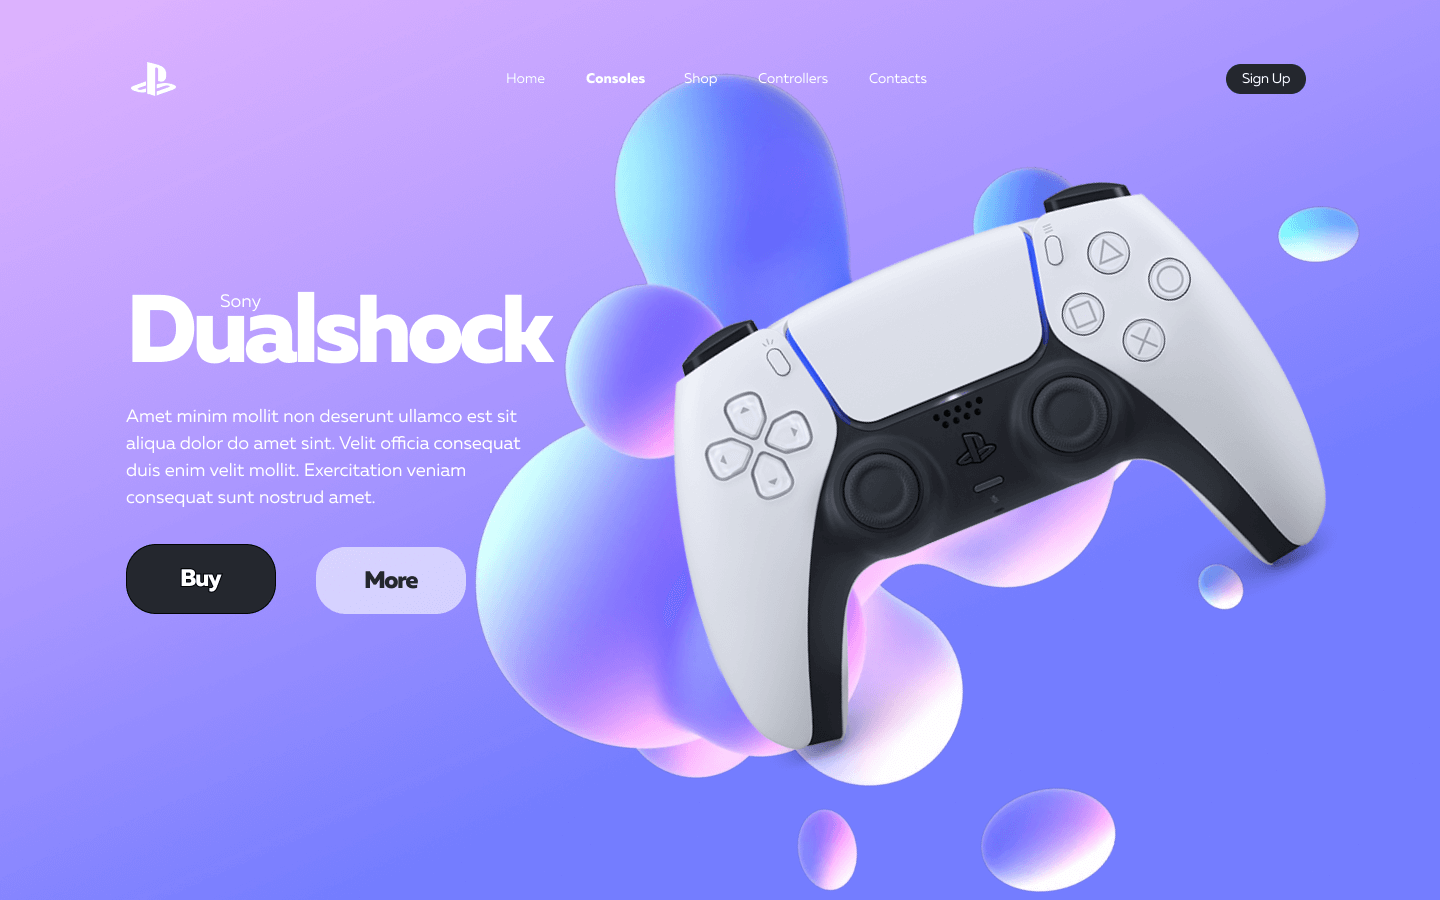 Home Consoles Shop Controllers Contacts Sign Up
Sony
Dualshock
Amet minim mollit non deserunt ullamco est sit
aliqua dolor do amet sint. Velit officia consequat
duis enim velit mollit. Exercitation veniam
consequat sunt nostrud amet.
Buy More